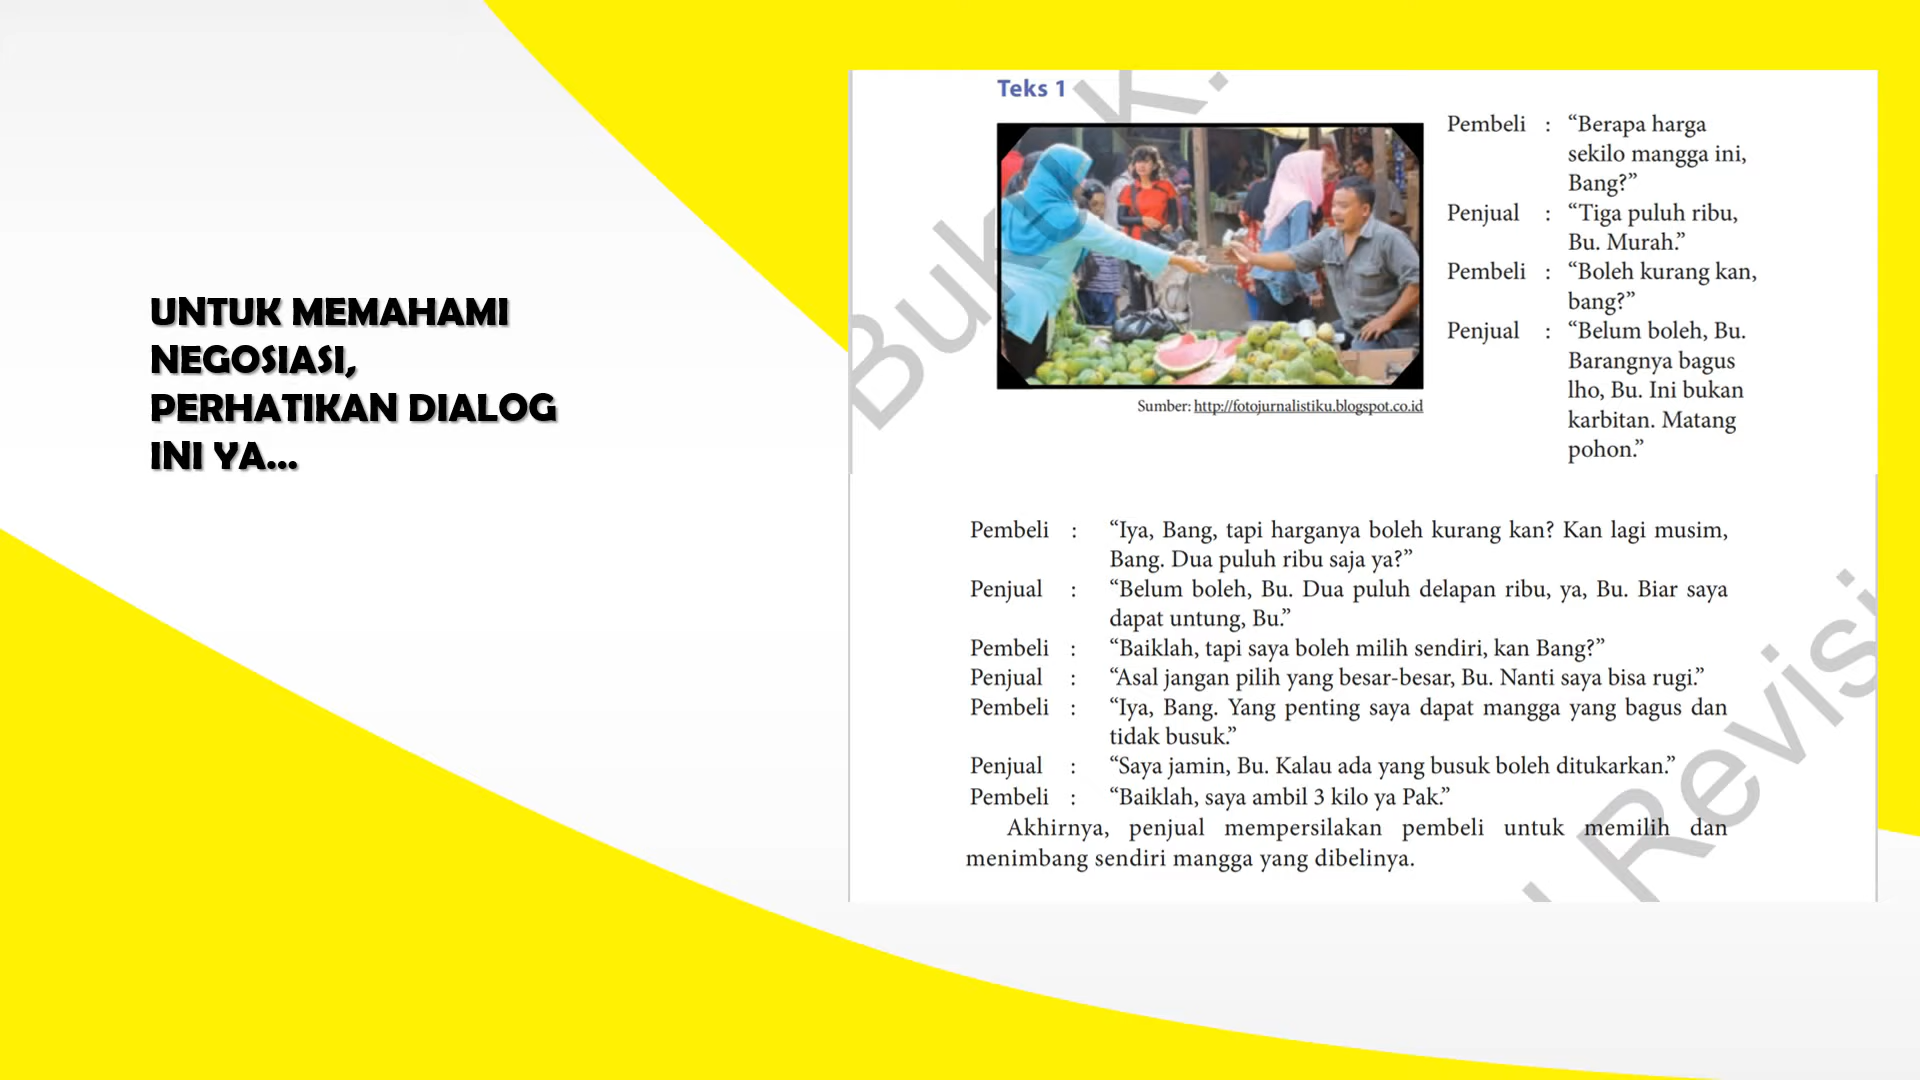 UNTUK MEMAHAMI
NEGOSIASI,
PERHATIKAN DIALOG
INI YA...
Teks 1
Sumber: http://fotojurnalistiku.blogspot.co.id
Pembeli : “Berapa harga
sekilo mangga ini,
Bang?”
Penjual : “Tiga puluh ribu,
Bu. Murah.”
Pembeli : “Boleh kurang kan,
bang?”
Penjual : “Belum boleh, Bu.
Barangnya bagus
lho, Bu. Ini bukan
karbitan. Matang
pohon.”
Pembeli : “Iya, Bang, tapi harganya boleh kurang kan? Kan lagi musim,
Bang. Dua puluh ribu saja ya?”
Penjual : “Belum boleh, Bu. Dua puluh delapan ribu, ya, Bu. Biar saya
dapat untung, Bu.”
Pembeli : “Baiklah, tapi saya boleh milih sendiri, kan Bang?”
Penjual : “Asal jangan pilih yang besar-besar, Bu. Nanti saya bisa rugi.”
Pembeli : “Iya, Bang. Yang penting saya dapat mangga yang bagus dan
tidak busuk.”
Penjual : “Saya jamin, Bu. Kalau ada yang busuk boleh ditukarkan.”
Pembeli : “Baiklah, saya ambil 3 kilo ya Pak.”
Akhirnya, penjual mempersilakan pembeli untuk memilih dan
menimbang sendiri mangga yang dibelinya.